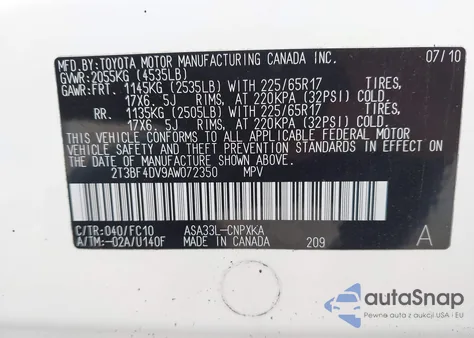 MFD.BY: TOYOTA MOTOR MANUFACTURING CANADA INC. 07/10
GVWR: 2055KG (4535LB)
GAWR: FRT. 1145KG (2535LB) WITH 225/65R17 TIRES,
17X6.5J RIMS, AT 220KPA (32PSI) COLD.
RR. 1135KG (2505LB) WITH 225/65R17 TIRES,
17X6.5J RIMS, AT 220KPA (32PSI) COLD.
THIS VEHICLE CONFORMS TO ALL APPLICABLE FEDERAL MOTOR
VEHICLE SAFETY AND THEFT PREVENTION STANDARDS IN EFFECT
ON THE DATE OF MANUFACTURE SHOWN ABOVE.
2T3BF4DV9AW072350 MPV
C/TR: 040/FC10 ASA33L-CNPXKA
A/TM: -02A/U140F MADE IN CANADA 209 A
autoSnap
AUCTION CARS FROM USA - EU